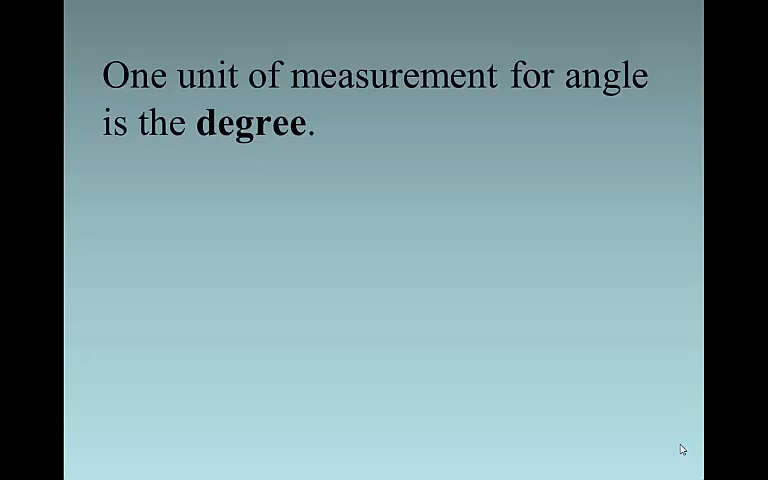 One unit of measurement for angle
is the degree.